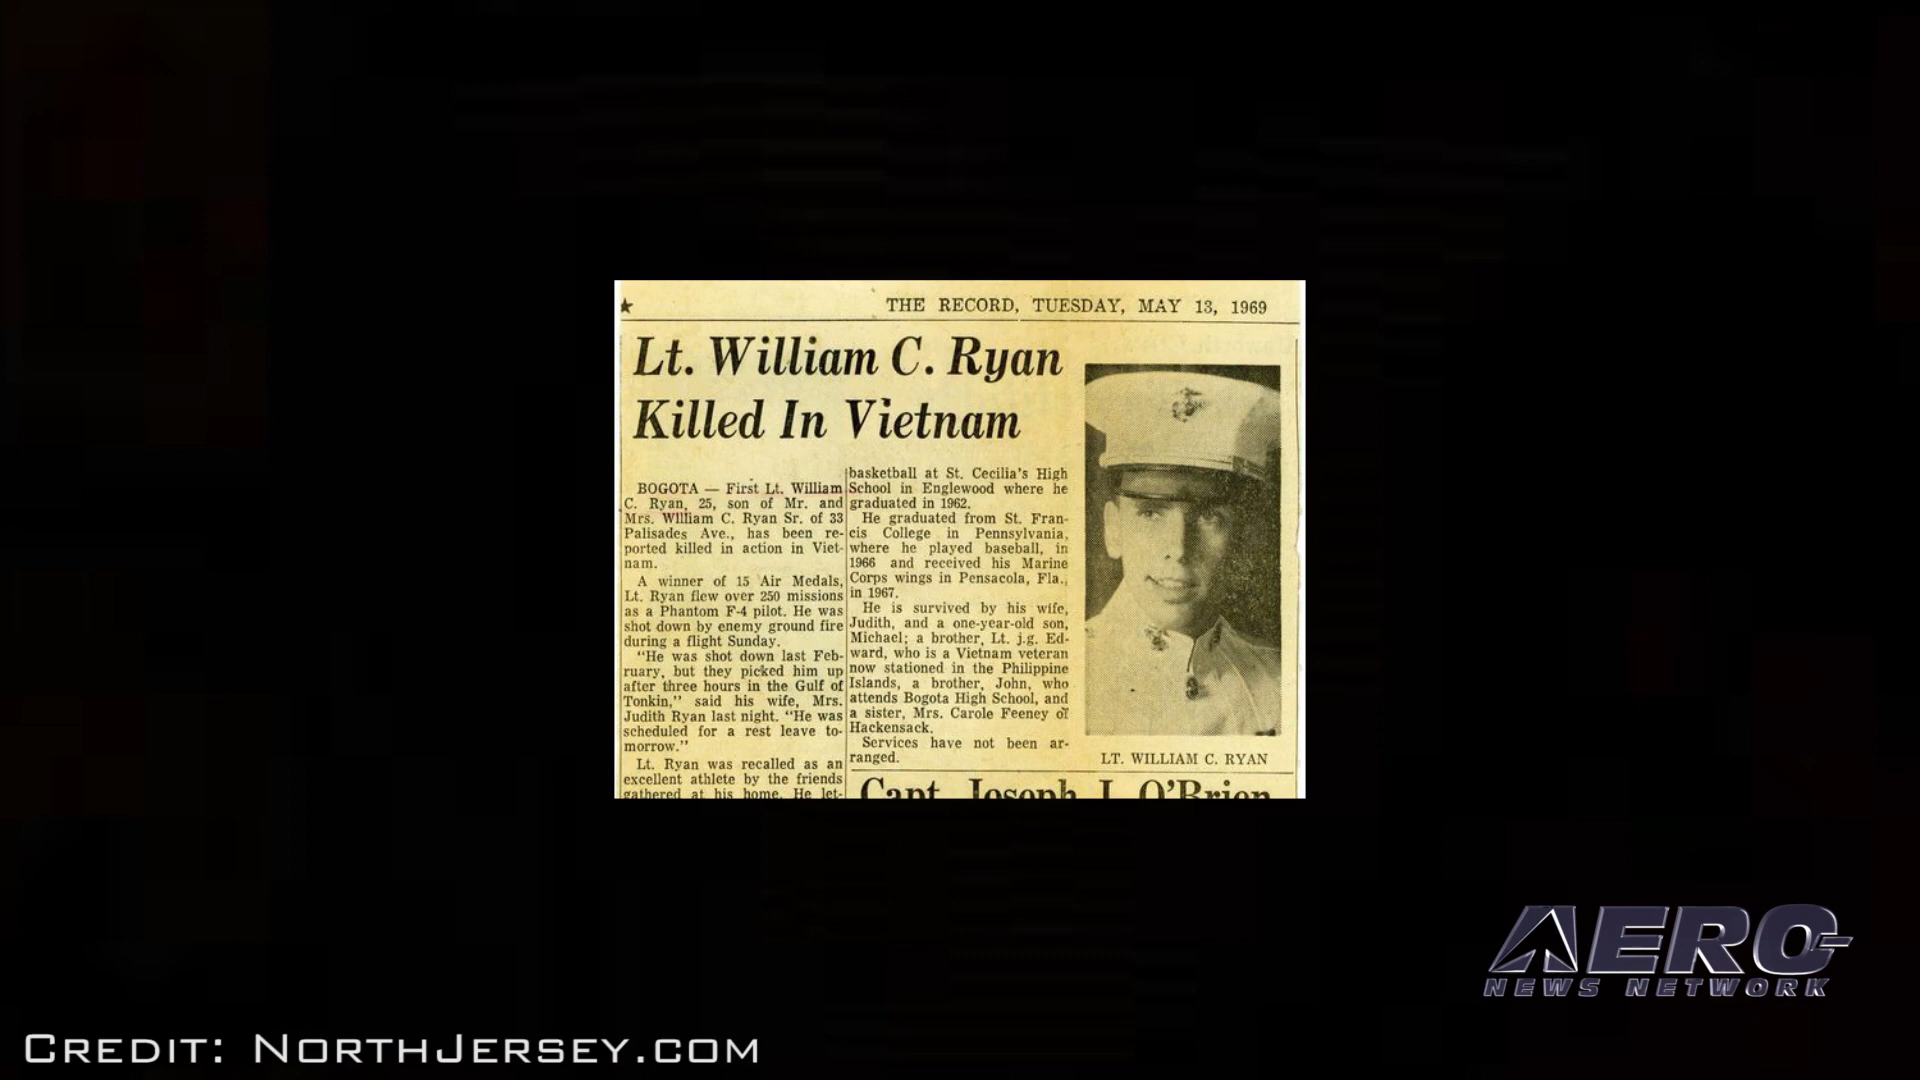 ★ THE RECORD, TUESDAY, MAY 13, 1969
Lt. William C. Ryan
Killed In Vietnam
BOGOTA — First Lt. William
C. Ryan, 25, son of Mr. and
Mrs. William C. Ryan Sr. of 33
Palisades Ave., has been re-
ported killed in action in Viet-
nam.
A winner of 15 Air Medals,
Lt. Ryan flew over 250 missions
as a Phantom F-4 pilot. He was
shot down by enemy ground fire
during a flight Sunday.
"He was shot down last Feb-
ruary, but they picked him up
after three hours in the Gulf of
Tonkin," said his wife, Mrs.
Judith Ryan last night. "He was
scheduled for a rest leave to-
morrow."
Lt. Ryan was recalled as an
excellent athlete by the friends
gathered at his home. He let-
basketball at St. Cecilia's High
School in Englewood where he
graduated in 1962.
He graduated from St. Fran-
cis College in Pennsylvania,
where he played baseball, in
1966 and received his Marine
Corps wings in Pensacola, Fla.,
in 1967.
He is survived by his wife,
Judith, and a one-year-old son,
Michael; a brother, Lt. j.g. Ed-
ward, who is a Vietnam veteran
now stationed in the Philippine
Islands, a brother, John, who
attends Bogota High School, and
a sister, Mrs. Carole Feeney of
Hackensack.
Services have not been ar-
ranged.
LT. WILLIAM C. RYAN
Capt. Joseph J. O'Brien
AERO-
NEWS NETWORK
CREDIT: NORTHJERSEY.COM